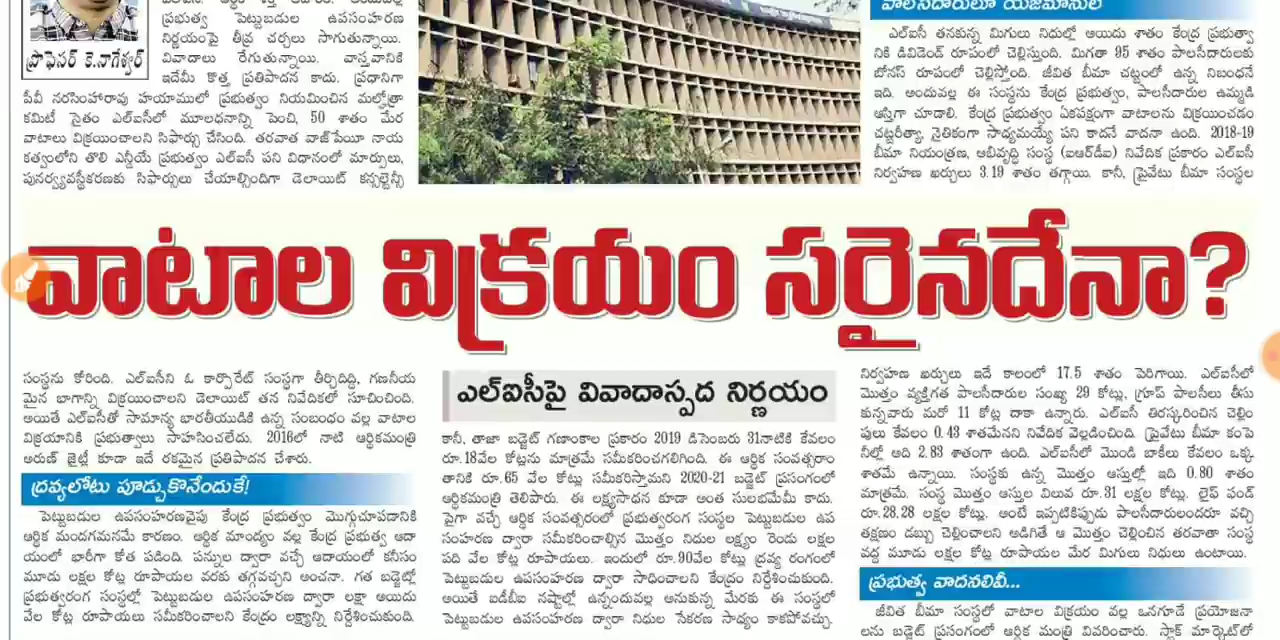 ప్రొఫెసర్ కె.నాగేశ్వర్
ప్రభుత్వ పెట్టుబడుల ఉపసంహరణ
నిర్ణయంపై తీవ్ర చర్చలు సాగుతున్నాయి.
వివాదాలు రేగుతున్నాయి. వాస్తవానికి
ఇదేమీ కొత్త ప్రతిపాదన కాదు. ప్రధానిగా
పీవీ నరసింహారావు హయాములో ప్రభుత్వం నియమించిన మల్హోత్రా
కమిటీ సైతం ఎల్ఐసీలో మూలధనాన్ని పెంచి, 50 శాతం మేర
వాటాలు విక్రయించాలని సిఫార్సు చేసింది. తరవాత వాజ్‌పేయీ నాయ
కత్వంలోని తొలి ఎన్డీయే ప్రభుత్వం ఎల్ఐసీ పని విధానంలో మార్పులు,
పునర్వ్యవస్థీకరణకు సిఫార్సులు చేయాల్సిందిగా డెలాయిట్ కన్సల్టెన్సీ
పాలసీదారులూ యజమానులే
ఎల్ఐసీ తనకున్న మిగులు నిధుల్లో అయిదు శాతం కేంద్ర ప్రభుత్వా
నికి డివిడెండ్ రూపంలో చెల్లిస్తుంది. మిగతా 95 శాతం పాలసీదారులకు
బోనస్ రూపంలో చెల్లిస్తోంది. జీవిత బీమా చట్టంలో ఉన్న నిబంధనే
ఇది. అందువల్ల ఈ సంస్థను కేంద్ర ప్రభుత్వం, పాలసీదారుల ఉమ్మడి
ఆస్తిగా చూడాలి. కేంద్ర ప్రభుత్వం ఏకపక్షంగా వాటాలను విక్రయించడం
చట్టరీత్యా, నైతికంగా సాధ్యమయ్యే పని కాదనే వాదనా ఉంది. 2018-19
బీమా నియంత్రణ, అభివృద్ధి సంస్థ (ఐఆర్‌డీఏ) నివేదిక ప్రకారం ఎల్ఐసీ
నిర్వహణ ఖర్చులు 3.19 శాతం తగ్గాయి. కానీ, ప్రైవేటు బీమా సంస్థల
వాటాల విక్రయం సరైనదేనా?
సంస్థను కోరింది. ఎల్ఐసీని ఓ కార్పొరేట్ సంస్థగా తీర్చిదిద్ది, గణనీయ
మైన భాగాన్ని విక్రయించాలని డెలాయిట్ తన నివేదికలో సూచించింది.
అయితే ఎల్ఐసీతో సామాన్య భారతీయుడికి ఉన్న సంబంధం వల్ల వాటాల
విక్రయానికి ప్రభుత్వాలు సాహసించలేదు. 2016లో నాటి ఆర్థికమంత్రి
అరుణ్ జైట్లీ కూడా ఇదే రకమైన ప్రతిపాదన చేశారు.
ద్రవ్యలోటు పూడ్చుకొనేందుకే!
పెట్టుబడుల ఉపసంహరణవైపు కేంద్ర ప్రభుత్వం మొగ్గుచూపడానికి
ఆర్థిక మందగమనమే కారణం. ఆర్థిక మాంద్యం వల్ల కేంద్ర ప్రభుత్వ ఆదా
యంలో భారీగా కోత పడింది. పన్నుల ద్వారా వచ్చే ఆదాయంలో కనీసం
మూడు లక్షల కోట్ల రూపాయల వరకు తగ్గవచ్చని అంచనా. గత బడ్జెట్లో
ప్రభుత్వరంగ సంస్థల్లో పెట్టుబడుల ఉపసంహరణ ద్వారా లక్షా అయిదు
వేల కోట్ల రూపాయలు సమీకరించాలని కేంద్రం లక్ష్యాన్ని నిర్దేశించుకుంది.
ఎల్ఐసీపై వివాదాస్పద నిర్ణయం
కానీ, తాజా బడ్జెట్ గణాంకాల ప్రకారం 2019 డిసెంబరు 31నాటికి కేవలం
రూ.18వేల కోట్లను మాత్రమే సమీకరించగలిగింది. ఈ ఆర్థిక సంవత్సరాం
తానికి రూ.65 వేల కోట్లు సమీకరిస్తామని 2020-21 బడ్జెట్ ప్రసంగంలో
ఆర్థికమంత్రి తెలిపారు. ఈ లక్ష్యసాధన కూడా అంత సులభమేమీ కాదు.
పైగా వచ్చే ఆర్థిక సంవత్సరంలో ప్రభుత్వరంగ సంస్థల పెట్టుబడుల ఉప
సంహరణ ద్వారా సమీకరించాల్సిన మొత్తం నిధుల లక్ష్యం రెండు లక్షల
పది వేల కోట్ల రూపాయలు. ఇందులో రూ.90వేల కోట్లు ద్రవ్య రంగంలో
పెట్టుబడుల ఉపసంహరణ ద్వారా సాధించాలని కేంద్రం నిర్దేశించుకుంది.
అయితే ఐడీబీఐ నష్టాల్లో ఉన్నందువల్ల అనుకున్న మేరకు ఈ సంస్థలో
పెట్టుబడుల ఉపసంహరణ ద్వారా నిధుల సేకరణ సాధ్యం కాకపోవచ్చు.
నిర్వహణ ఖర్చులు ఇదే కాలంలో 17.5 శాతం పెరిగాయి. ఎల్ఐసీలో
మొత్తం వ్యక్తిగత పాలసీదారుల సంఖ్య 29 కోట్లు, గ్రూప్ పాలసీలు తీసు
కున్నవారు మరో 11 కోట్ల దాకా ఉన్నారు. ఎల్ఐసీ తిరస్కరించిన చెల్లిం
పులు కేవలం 0.43 శాతమేనని నివేదిక వెల్లడించింది. ప్రైవేటు బీమా కంపె
నీల్లో అది 2.83 శాతంగా ఉంది. ఎల్ఐసీలో మొండి బాకీలు కేవలం ఒక్క
శాతమే ఉన్నాయి. సంస్థకు ఉన్న మొత్తం ఆస్తుల్లో ఇది 0.80 శాతం
మాత్రమే. సంస్థ మొత్తం ఆస్తుల విలువ రూ.31 లక్షల కోట్లు. లైఫ్ ఫండ్
రూ.28.28 లక్షల కోట్లు. అంటే ఇప్పటికిప్పుడు పాలసీదారులందరూ వచ్చి
తక్షణం డబ్బు చెల్లించాలని అడిగితే ఆ మొత్తం చెల్లించిన తరవాతా సంస్థ
వద్ద మూడు లక్షల కోట్ల రూపాయల మేర మిగులు నిధులు ఉంటాయి.
ప్రభుత్వ వాదనలివీ...
జీవిత బీమా సంస్థలో వాటాల విక్రయం వల్ల ఒనగూడే ప్రయోజనా
లను బడ్జెట్ ప్రసంగంలో ఆర్థిక మంత్రి వివరించారు. స్టాక్ మార్కెట్‌లో